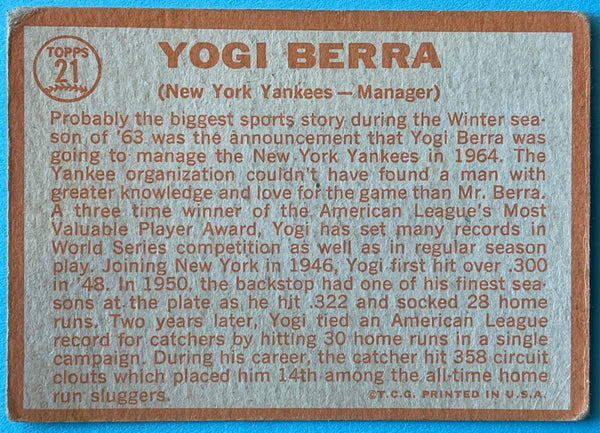 TOPPS
21
YOGI BERRA
(New York Yankees — Manager)
Probably the biggest sports story during the Winter sea-
son of '63 was the announcement that Yogi Berra was
going to manage the New York Yankees in 1964. The
Yankee organization couldn't have found a man with
greater knowledge and love for the game than Mr. Berra.
A three time winner of the American League's Most
Valuable Player Award, Yogi has set many records in
World Series competition as well as in regular season
play. Joining New York in 1946, Yogi first hit over .300
in '48. In 1950, the backstop had one of his finest sea-
sons at the plate as he hit .322 and socked 28 home
runs. Two years later, Yogi tied an American League
record for catchers by hitting 30 home runs in a single
campaign. During his career, the catcher hit 358 circuit
clouts which placed him 14th among the all-time home
run sluggers.
©T.C.G. PRINTED IN U.S.A.